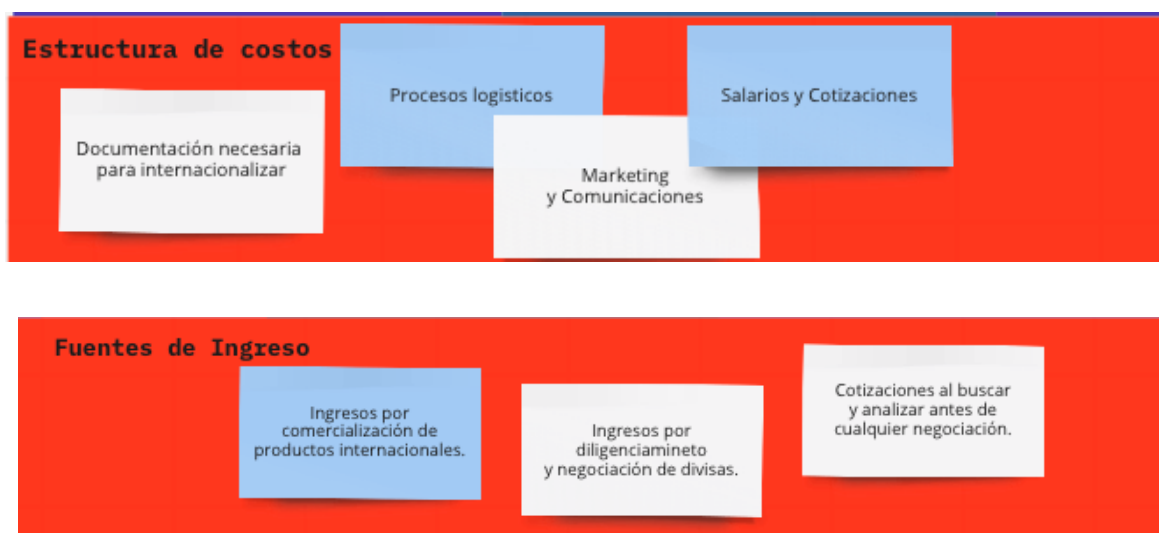 Estructura de costos
Documentación necesaria
para internacionalizar
Procesos logisticos
Marketing
y Comunicaciones
Salarios y Cotizaciones
Fuentes de Ingreso
Ingresos por
comercialización de
productos internacionales.
Ingresos por
diligenciamineto
y negociación de divisas.
Cotizaciones al buscar
y analizar antes de
cualquier negociación.